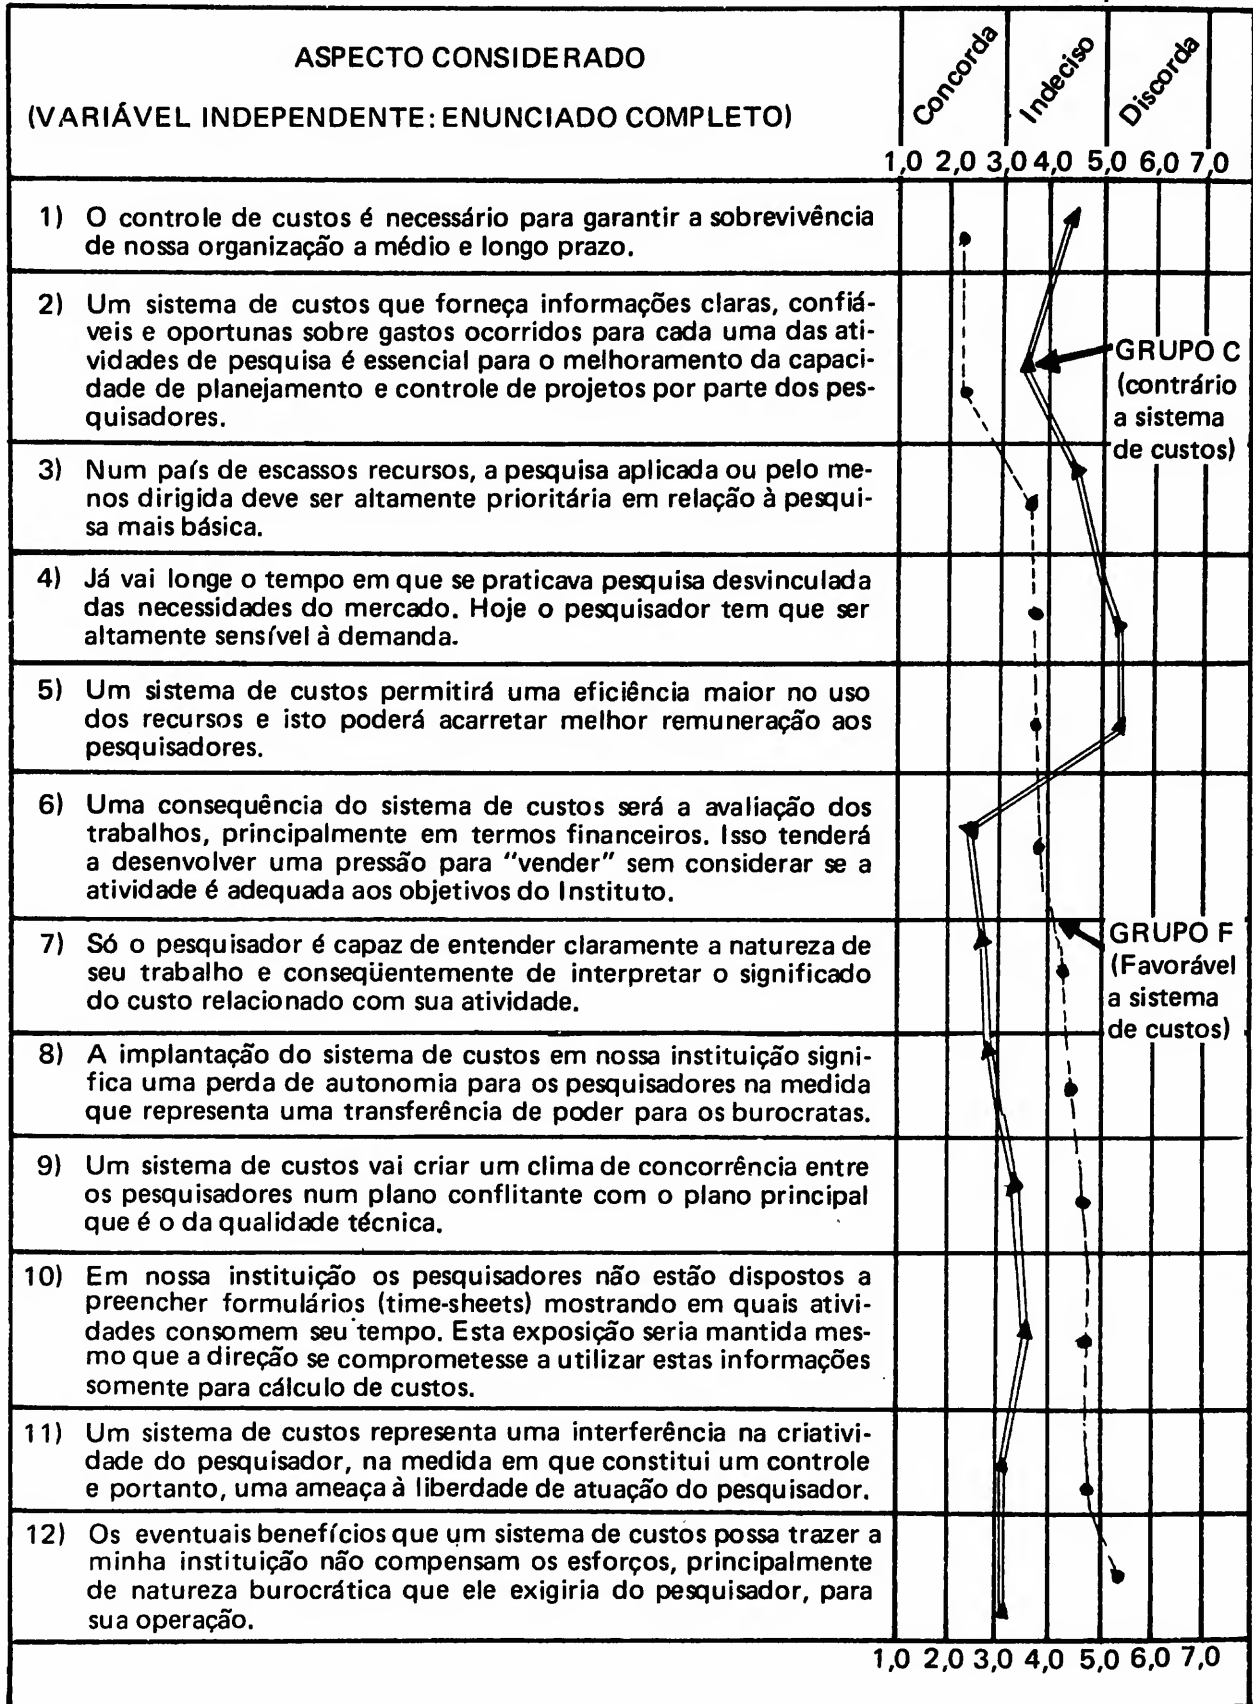 ASPECTO CONSIDERADO
(VARIÁVEL INDEPENDENTE: ENUNCIADO COMPLETO)
Concorda
Indeciso
Discorda
1,0 2,0 3,0 4,0 5,0 6,0 7,0
1) O controle de custos é necessário para garantir a sobrevivência
de nossa organização a médio e longo prazo.
2) Um sistema de custos que forneça informações claras, confiá-
veis e oportunas sobre gastos ocorridos para cada uma das ati-
vidades de pesquisa é essencial para o melhoramento da capaci-
dade de planejamento e controle de projetos por parte dos pes-
quisadores.
GRUPO C
(contrário
a sistema
de custos)
3) Num país de escassos recursos, a pesquisa aplicada ou pelo me-
nos dirigida deve ser altamente prioritária em relação à pesqui-
sa mais básica.
4) Já vai longe o tempo em que se praticava pesquisa desvinculada
das necessidades do mercado. Hoje o pesquisador tem que ser
altamente sensível à demanda.
5) Um sistema de custos permitirá uma eficiência maior no uso
dos recursos e isto poderá acarretar melhor remuneração aos
pesquisadores.
6) Uma consequência do sistema de custos será a avaliação dos
trabalhos, principalmente em termos financeiros. Isso tenderá
a desenvolver uma pressão para "vender" sem considerar se a
atividade é adequada aos objetivos do Instituto.
7) Só o pesquisador é capaz de entender claramente a natureza de
seu trabalho e conseqüentemente de interpretar o significado
do custo relacionado com sua atividade.
GRUPO F
(Favorável
a sistema
de custos)
8) A implantação do sistema de custos em nossa instituição signi-
fica uma perda de autonomia para os pesquisadores na medida
que representa uma transferência de poder para os burocratas.
9) Um sistema de custos vai criar um clima de concorrência entre
os pesquisadores num plano conflitante com o plano principal
que é o da qualidade técnica.
10) Em nossa instituição os pesquisadores não estão dispostos a
preencher formulários (time-sheets) mostrando em quais ativi-
dades consomem seu tempo. Esta exposição seria mantida mes-
mo que a direção se comprometesse a utilizar estas informações
somente para cálculo de custos.
11) Um sistema de custos representa uma interferência na criativi-
dade do pesquisador, na medida em que constitui um controle
e portanto, uma ameaça à liberdade de atuação do pesquisador.
12) Os eventuais benefícios que um sistema de custos possa trazer a
minha instituição não compensam os esforços, principalmente
de natureza burocrática que ele exigiria do pesquisador, para
sua operação.
1,0 2,0 3,0 4,0 5,0 6,0 7,0